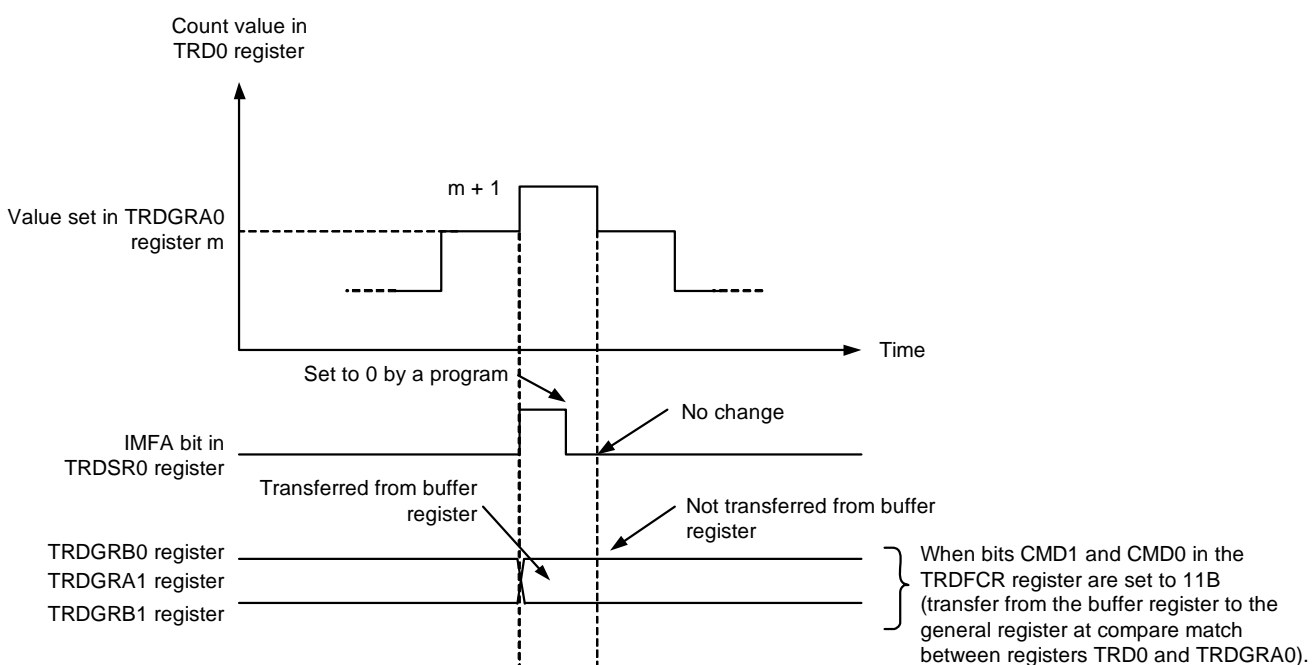 Count value in
TRD0 register
m + 1
Value set in TRDGRA0
register m
Time
Set to 0 by a program
No change
IMFA bit in
TRDSR0 register
Transferred from buffer
register
Not transferred from buffer
register
TRDGRB0 register
TRDGRA1 register
TRDGRB1 register
When bits CMD1 and CMD0 in the
TRDFCR register are set to 11B
(transfer from the buffer register to the
general register at compare match
between registers TRD0 and TRDGRA0).